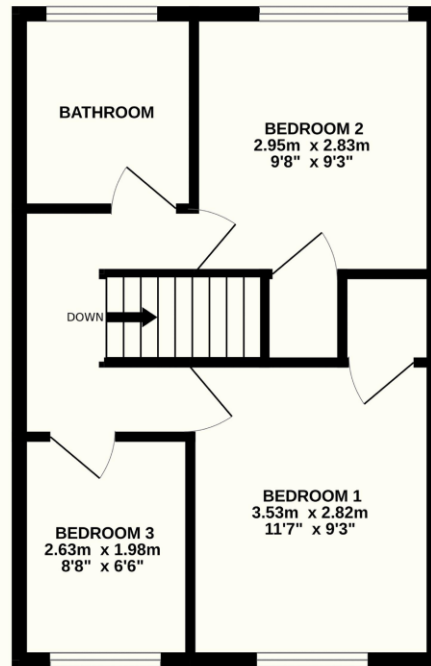 BATHROOM
BEDROOM 2
2.95m x 2.83m
9'8" x 9'3"
DOWN
BEDROOM 1
3.53m x 2.82m
11'7" x 9'3"
BEDROOM 3
2.63m x 1.98m
8'8" x 6'6"